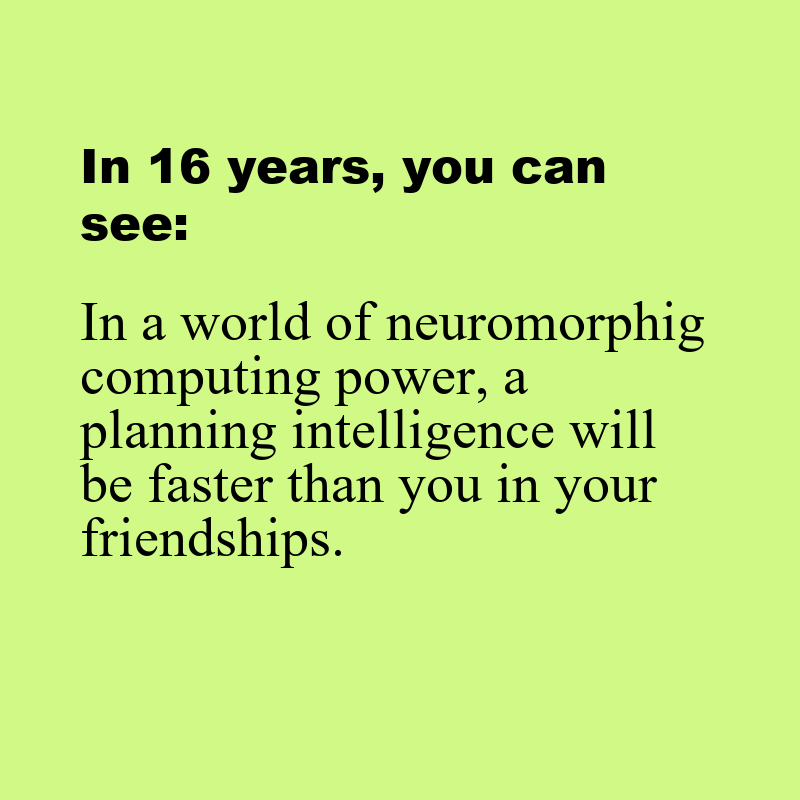 In 16 years, you can
see:
In a world of neuromorphig
computing power, a
planning intelligence will
be faster than you in your
friendships.